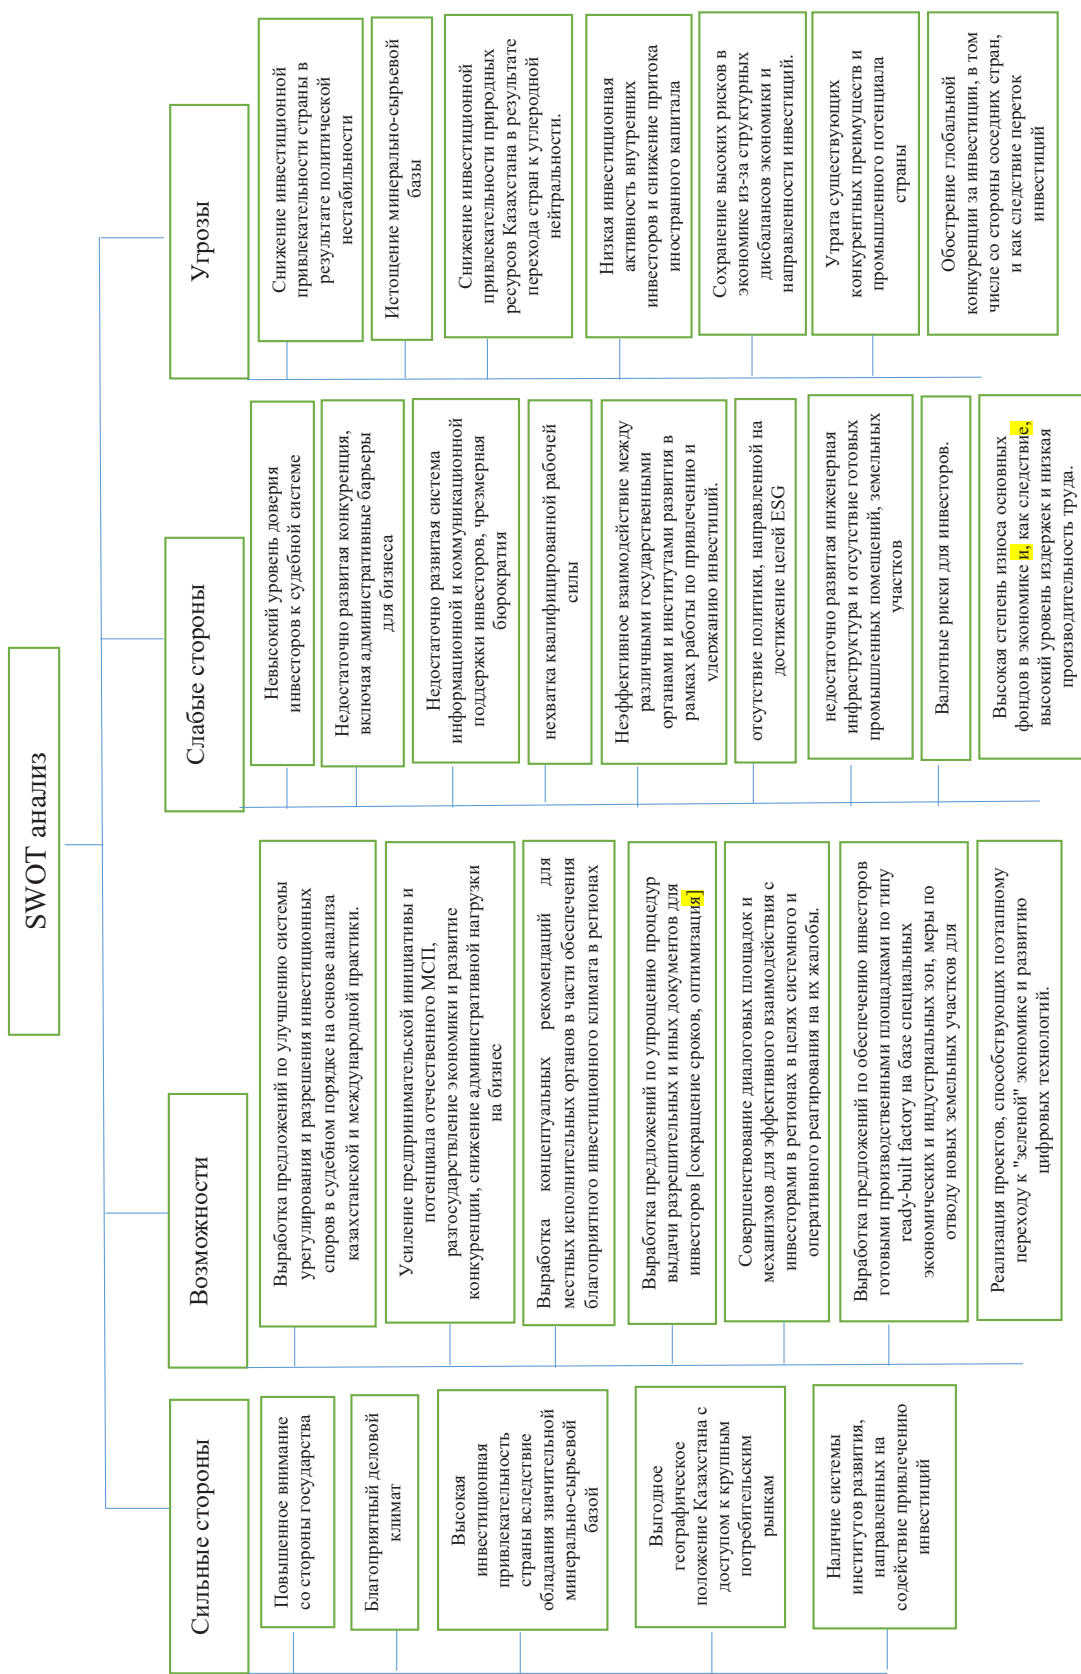 SWOT анализ
Сильные стороны
Повышенное внимание
со стороны государства
Благоприятный деловой
климат
Высокая
инвестиционная
привлекательность
страны вследствие
обладания значительной
минерально-сырьевой
базой
Выгодное
географическое
положение Казахстана с
доступом к крупным
потребительским
рынкам
Наличие системы
институтов развития,
направленных на
содействие привлечению
инвестиций
Возможности
Выработка предложений по улучшению системы
урегулирования и разрешения инвестиционных
споров в судебном порядке на основе анализа
казахстанской и международной практики.
Усиление предпринимательской инициативы и
потенциала отечественного МСП,
разгосударствление экономики и развитие
конкуренции, снижение административной нагрузки
на бизнес
Выработка концептуальных рекомендаций для
местных исполнительных органов в части обеспечения
благоприятного инвестиционного климата в регионах
Выработка предложений по упрощению процедур
выдачи разрешительных и иных документов для
инвесторов [сокращение сроков, оптимизация]
Совершенствование диалоговых площадок и
механизмов для эффективного взаимодействия с
инвесторами в регионах в целях системного и
оперативного реагирования на их жалобы.
Выработка предложений по обеспечению инвесторов
готовыми производственными площадками по типу
ready-built factory на базе специальных
экономических и индустриальных зон, меры по
отводу новых земельных участков для
Реализация проектов, способствующих поэтапному
переходу к "зеленой" экономике и развитию
цифровых технологий.
Слабые стороны
Невысокий уровень доверия
инвесторов к судебной системе
Недостаточно развитая конкуренция,
включая административные барьеры
для бизнеса
Недостаточно развитая система
информационной и коммуникационной
поддержки инвесторов, чрезмерная
бюрократия
нехватка квалифицированной рабочей
силы
Неэффективное взаимодействие между
различными государственными
органами и институтами развития в
рамках работы по привлечению и
удержанию инвестиций.
отсутствие политики, направленной на
достижение целей ESG
недостаточно развитая инженерная
инфраструктура и отсутствие готовых
промышленных помещений, земельных
участков
Валютные риски для инвесторов.
Высокая степень износа основных
фондов в экономике и, как следствие,
высокий уровень издержек и низкая
производительность труда.
Угрозы
Снижение инвестиционной
привлекательности страны в
результате политической
нестабильности
Истощение минерально-сырьевой
базы
Снижение инвестиционной
привлекательности природных
ресурсов Казахстана в результате
перехода стран к углеродной
нейтральности.
Низкая инвестиционная
активность внутренних
инвесторов и снижение притока
иностранного капитала
Сохранение высоких рисков в
экономике из-за структурных
дисбалансов экономики и
направленности инвестиций.
Утрата существующих
конкурентных преимуществ и
промышленного потенциала
страны
Обострение глобальной
конкуренции за инвестиции, в том
числе со стороны соседних стран,
и как следствие переток
инвестиций